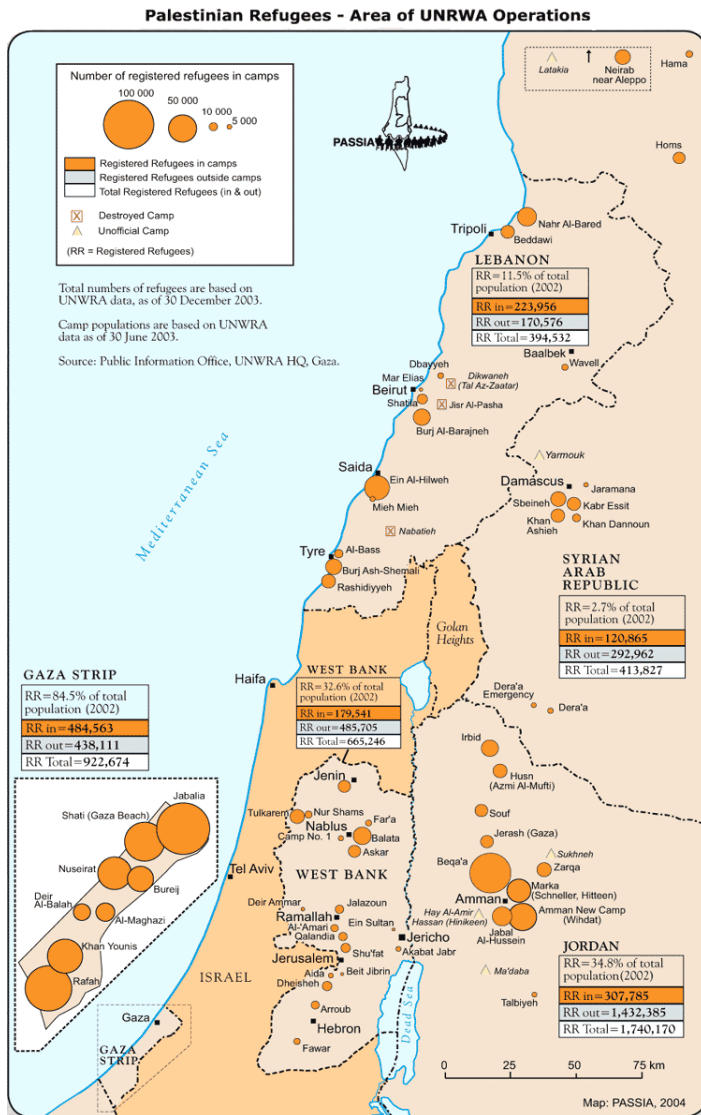 Palestinian Refugees - Area of UNRWA Operations
Number of registered refugees in camps
100 000
50 000
10 000
5 000
Registered Refugees in camps
Registered Refugees outside camps
Total Registered Refugees (in & out)
Destroyed Camp
Unofficial Camp
(RR = Registered Refugees)
Total numbers of refugees are based on
UNWRA data, as of 30 December 2003.
Camp populations are based on UNWRA
data as of 30 June 2003.
Source: Public Information Office, UNWRA HQ, Gaza.
PASSIA
Latakia
Neirab
near Aleppo
Hama
Homs
Tripoli
Nahr Al-Bared
Beddawi
LEBANON
RR=11.5% of total
population (2002)
RR in=223,956
RR out=170,576
RR Total=394,532
Baalbek
Wavell
Dbayyeh
Mar Elias
Dikwaneh
(Tal Az-Zaatar)
Beirut
Shatila
Jisr Al-Pasha
Burj Al-Barajneh
Mediterranean Sea
Yarmouk
Saida
Ein Al-Hilweh
Mieh Mieh
Damascus
Jaramana
Sbeineh
Kabr Essit
Khan
Ashieh
Khan Dannoun
Nabatieh
Tyre
Al-Bass
Burj Ash-Shemali
Rashidiyyeh
SYRIAN
ARAB
REPUBLIC
RR=2.7% of total
population (2002)
RR in=120,865
RR out=292,962
RR Total=413,827
Golan
Heights
GAZA STRIP
RR=84.5% of total
population (2002)
RR in=484,563
RR out=438,111
RR Total=922,674
Haifa
WEST BANK
RR=32.6% of total
population (2002)
RR in=179,541
RR out=485,705
RR Total=665,246
Dera'a
Emergency
Dera'a
Irbid
Husn
(Azmi Al-Mufti)
Souf
Jerash (Gaza)
Sukhneh
Beqa'a
Zarqa
Marka
(Schneller, Hitteen)
Amman
Hay Al-Amir
Hassan (Hinikeen)
Amman New Camp
(Wihdat)
Jabal
Al-Hussein
Ma'daba
Talbiyeh
JORDAN
RR=34.8% of total
population(2002)
RR in=307,785
RR out=1,432,385
RR Total=1,740,170
Jenin
Tulkarem
Nur Shams
Far'a
Nablus
Camp No. 1
Balata
Askar
Tel Aviv
WEST BANK
Deir Ammar
Jalazoun
Ramallah
Al-'Amari
Ein Sultan
Qalandia
Jericho
Shu'fat
Akabat Jabr
Jerusalem
Aida
Beit Jibrin
Dheisheh
Arroub
Hebron
Fawar
Dead Sea
ISRAEL
Jabalia
Shati (Gaza Beach)
Nuseirat
Bureij
Deir
Al-Balah
Al-Maghazi
Khan Younis
Rafah
Gaza
GAZA
STRIP
0 25 50 75 km
Map: PASSIA, 2004